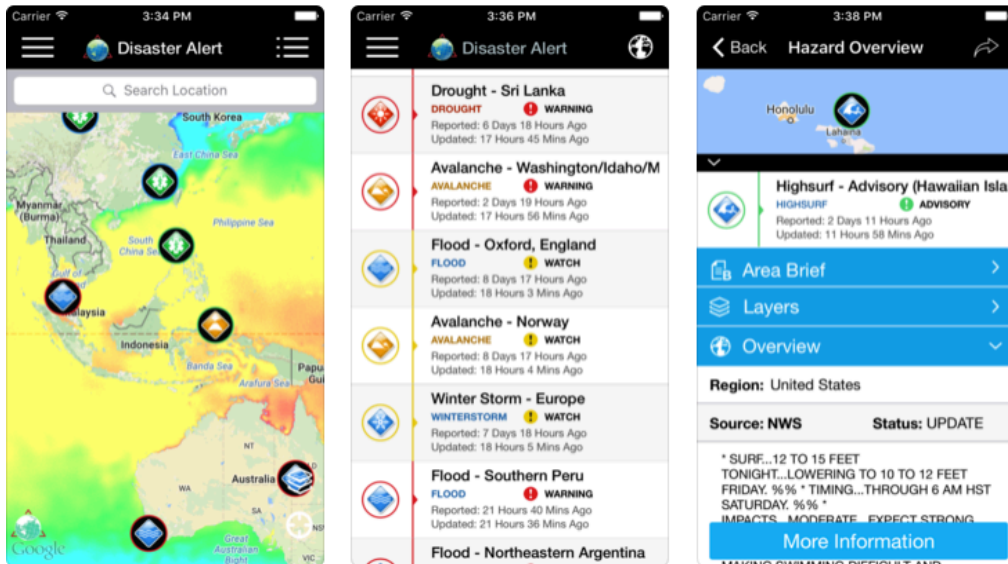 Carrier 3:34 PM
Disaster Alert
Search Location
South Korea
East China Sea
Myanmar
(Burma)
Philippine Sea
Thailand
South
China Sea
Gulf of
Malaysia
Indonesia
Banda Sea
Papu
Gui
Arafura Sea
NT
Australia
WA
SA
NSW
Great
Australian
Bight
VIC
Google
Carrier 3:36 PM
Disaster Alert
Drought - Sri Lanka
DROUGHT WARNING
Reported: 6 Days 18 Hours Ago
Updated: 17 Hours 45 Mins Ago
Avalanche - Washington/Idaho/M
AVALANCHE WARNING
Reported: 2 Days 19 Hours Ago
Updated: 17 Hours 56 Mins Ago
Flood - Oxford, England
FLOOD WATCH
Reported: 8 Days 17 Hours Ago
Updated: 18 Hours 3 Mins Ago
Avalanche - Norway
AVALANCHE WATCH
Reported: 8 Days 17 Hours Ago
Updated: 18 Hours 4 Mins Ago
Winter Storm - Europe
WINTERSTORM WATCH
Reported: 7 Days 18 Hours Ago
Updated: 18 Hours 5 Mins Ago
Flood - Southern Peru
FLOOD WARNING
Reported: 21 Hours 40 Mins Ago
Updated: 21 Hours 36 Mins Ago
Flood - Northeastern Argentina
Carrier 3:38 PM
Back Hazard Overview
Honolulu
Lahaina
Highsurf - Advisory (Hawaiian Isla
HIGHSURF ADVISORY
Reported: 2 Days 11 Hours Ago
Updated: 11 Hours 58 Mins Ago
Area Brief
Layers
Overview
Region: United States
Source: NWS Status: UPDATE
* SURF...12 TO 15 FEET
TONIGHT...LOWERING TO 10 TO 12 FEET
FRIDAY. %% * TIMING...THROUGH 6 AM HST
SATURDAY. %% *
IMPACTS...MODERATE. EXPECT STRONG
More Information
MAKING SWIMMING DIFFICULT AND